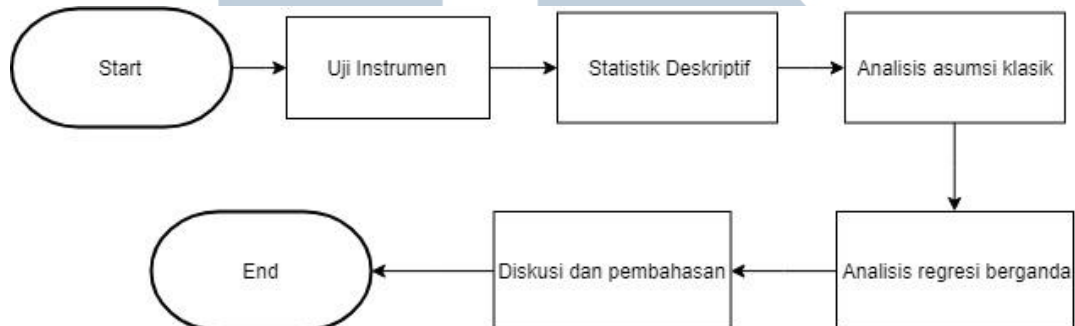 Start
Uji Instrumen
Statistik Deskriptif
Analisis asumsi klasik
Analisis regresi berganda
Diskusi dan pembahasan
End